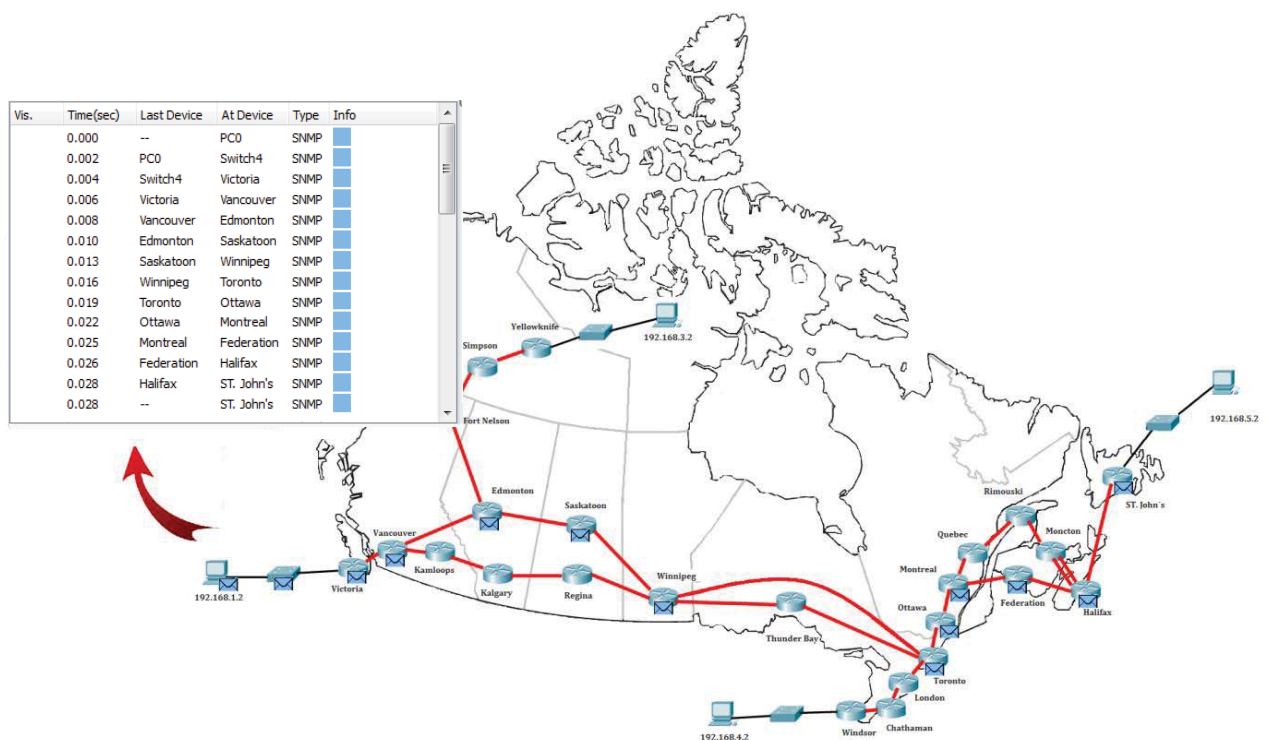 Vis. Time(sec) Last Device At Device Type Info
0.000 -- PC0 SNMP
0.002 PC0 Switch4 SNMP
0.004 Switch4 Victoria SNMP
0.006 Victoria Vancouver SNMP
0.008 Vancouver Edmonton SNMP
0.010 Edmonton Saskatoon SNMP
0.013 Saskatoon Winnipeg SNMP
0.016 Winnipeg Toronto SNMP
0.019 Toronto Ottawa SNMP
0.022 Ottawa Montreal SNMP
0.025 Montreal Federation SNMP
0.026 Federation Halifax SNMP
0.028 Halifax ST. John's SNMP
0.028 -- ST. John's SNMP
Yellowknife
192.168.3.2
Simpson
Fort Nelson
192.168.5.2
Edmonton
Saskatoon
Rimouski
ST. John's
Vancouver
Quebec
Moncton
Kamloops
Montreal
192.168.1.2
Victoria
Kalgary
Regina
Winnipeg
Federation
Halifax
Ottawa
Thunder Bay
Toronto
London
192.168.4.2
Windsor
Chathaman